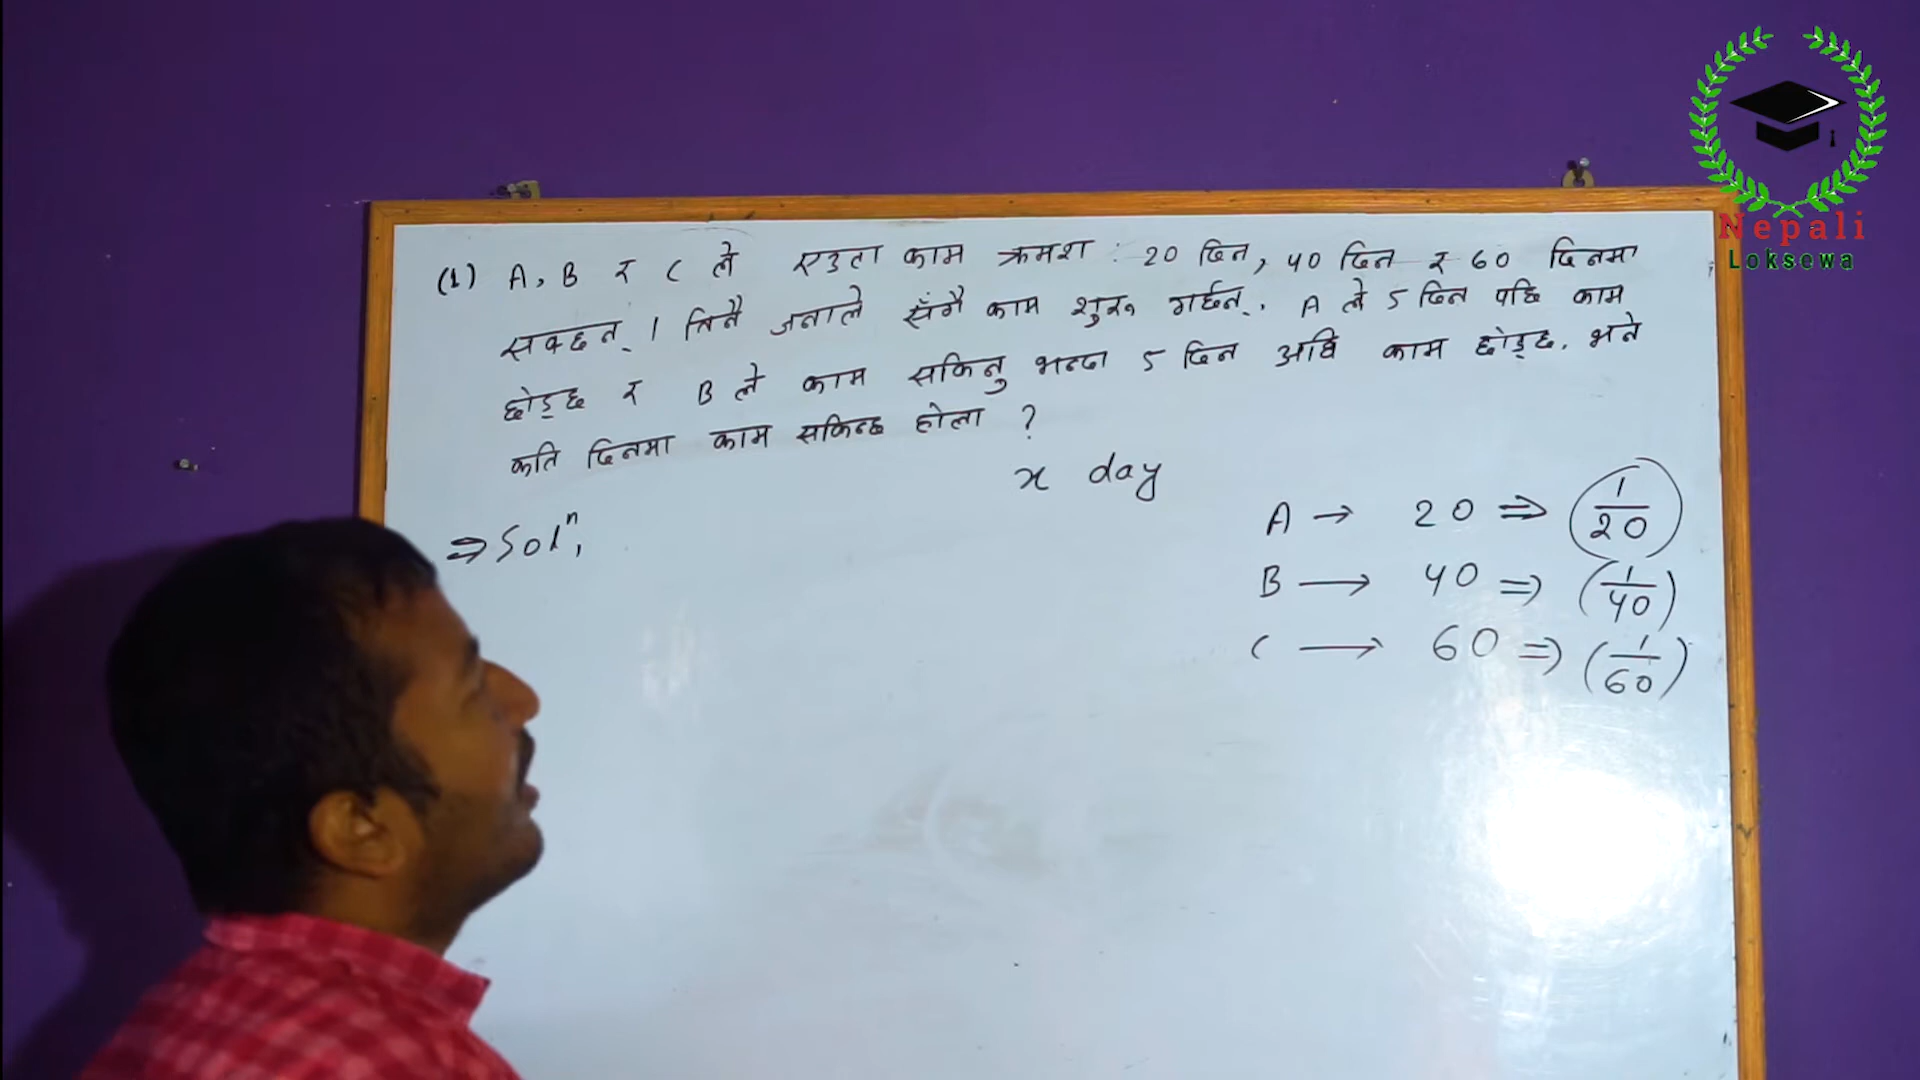 Nepali
Loksewa
(1) A, B र C ले एउटा काम क्रमश : 20 दिन, 40 दिन र 60 दिनमा
सक्छन् । तिनै जनाले सँगै काम शुरू गर्छन्. A ले 5 दिन पछि काम
छोड्छ र B ले काम सकिनु भन्दा 5 दिन अघि काम छोड्छ. भने
कति दिनमा काम सकिन्छ होला ?
x day
⇒ Solⁿ,
A → 20 ⇒ (1/20)
B → 40 ⇒ (1/40)
C → 60 ⇒ (1/60)